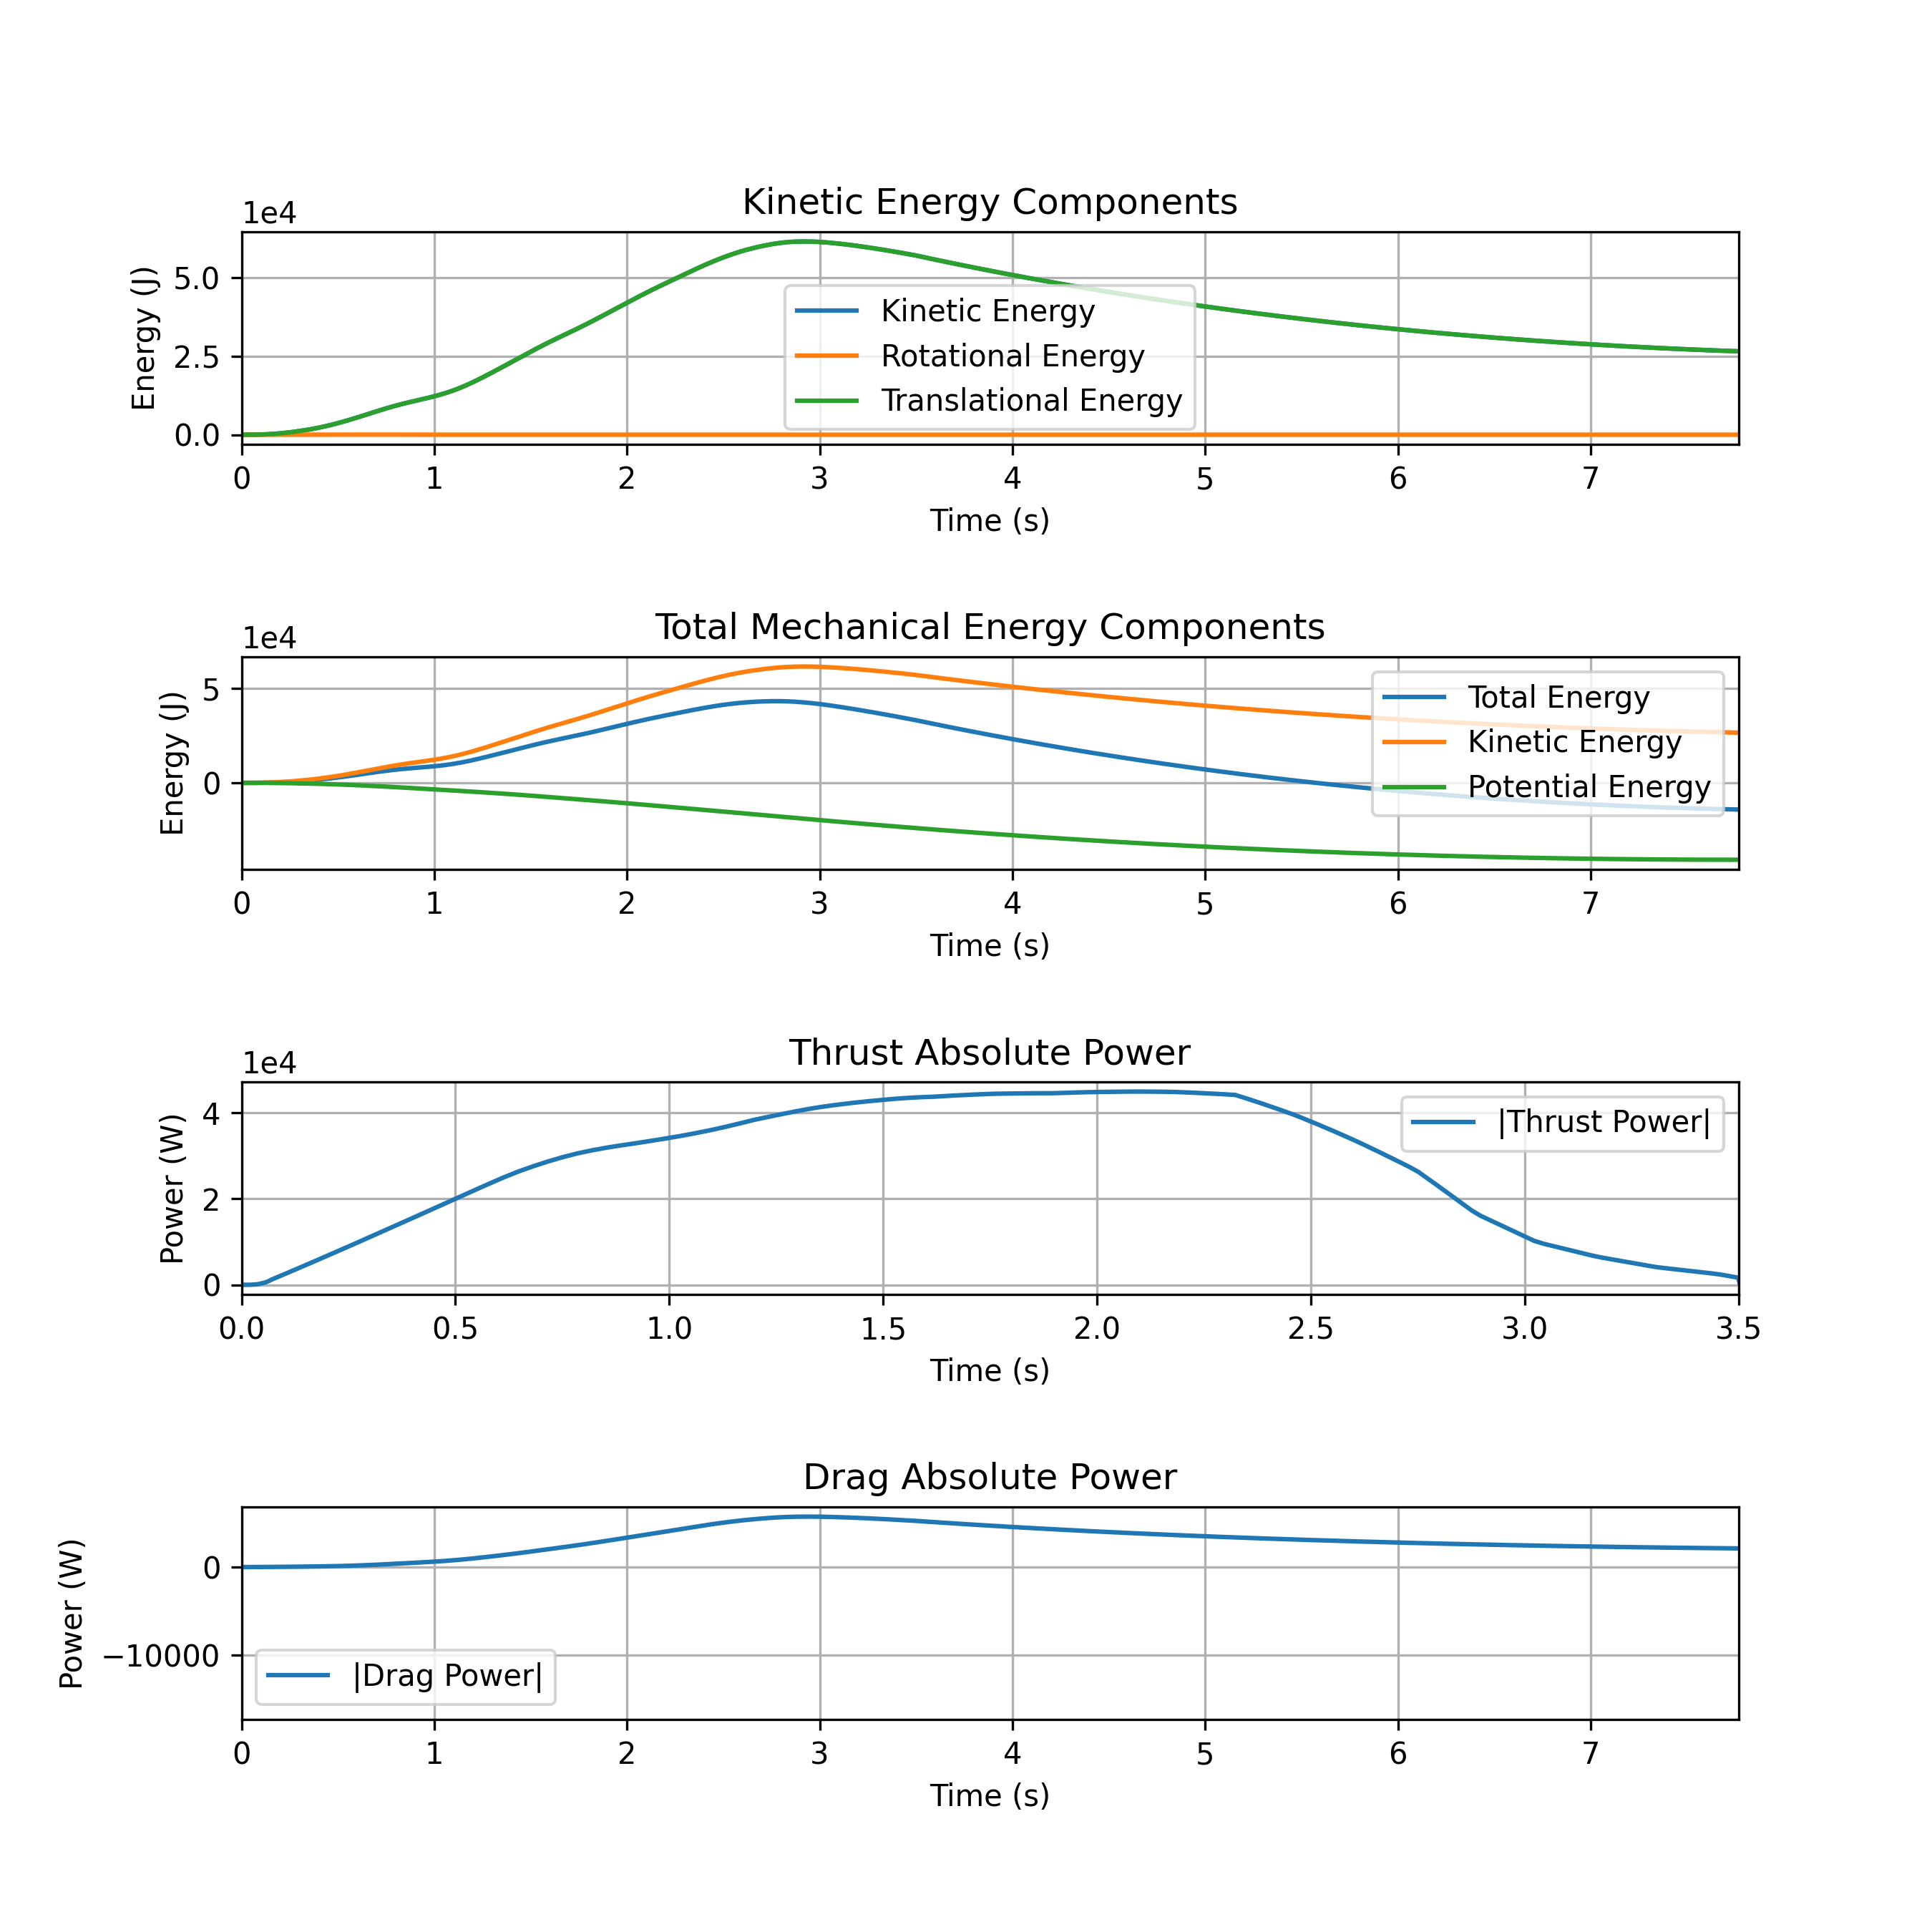 Kinetic Energy Components
1e4
Energy (J)
5.0
2.5
0.0
Kinetic Energy
Rotational Energy
Translational Energy
0 1 2 3 4 5 6 7
Time (s)
Total Mechanical Energy Components
1e4
Energy (J)
5
0
Total Energy
Kinetic Energy
Potential Energy
0 1 2 3 4 5 6 7
Time (s)
Thrust Absolute Power
1e4
Power (W)
4
2
0
|Thrust Power|
0.0 0.5 1.0 1.5 2.0 2.5 3.0 3.5
Time (s)
Drag Absolute Power
Power (W)
0
−10000
|Drag Power|
0 1 2 3 4 5 6 7
Time (s)